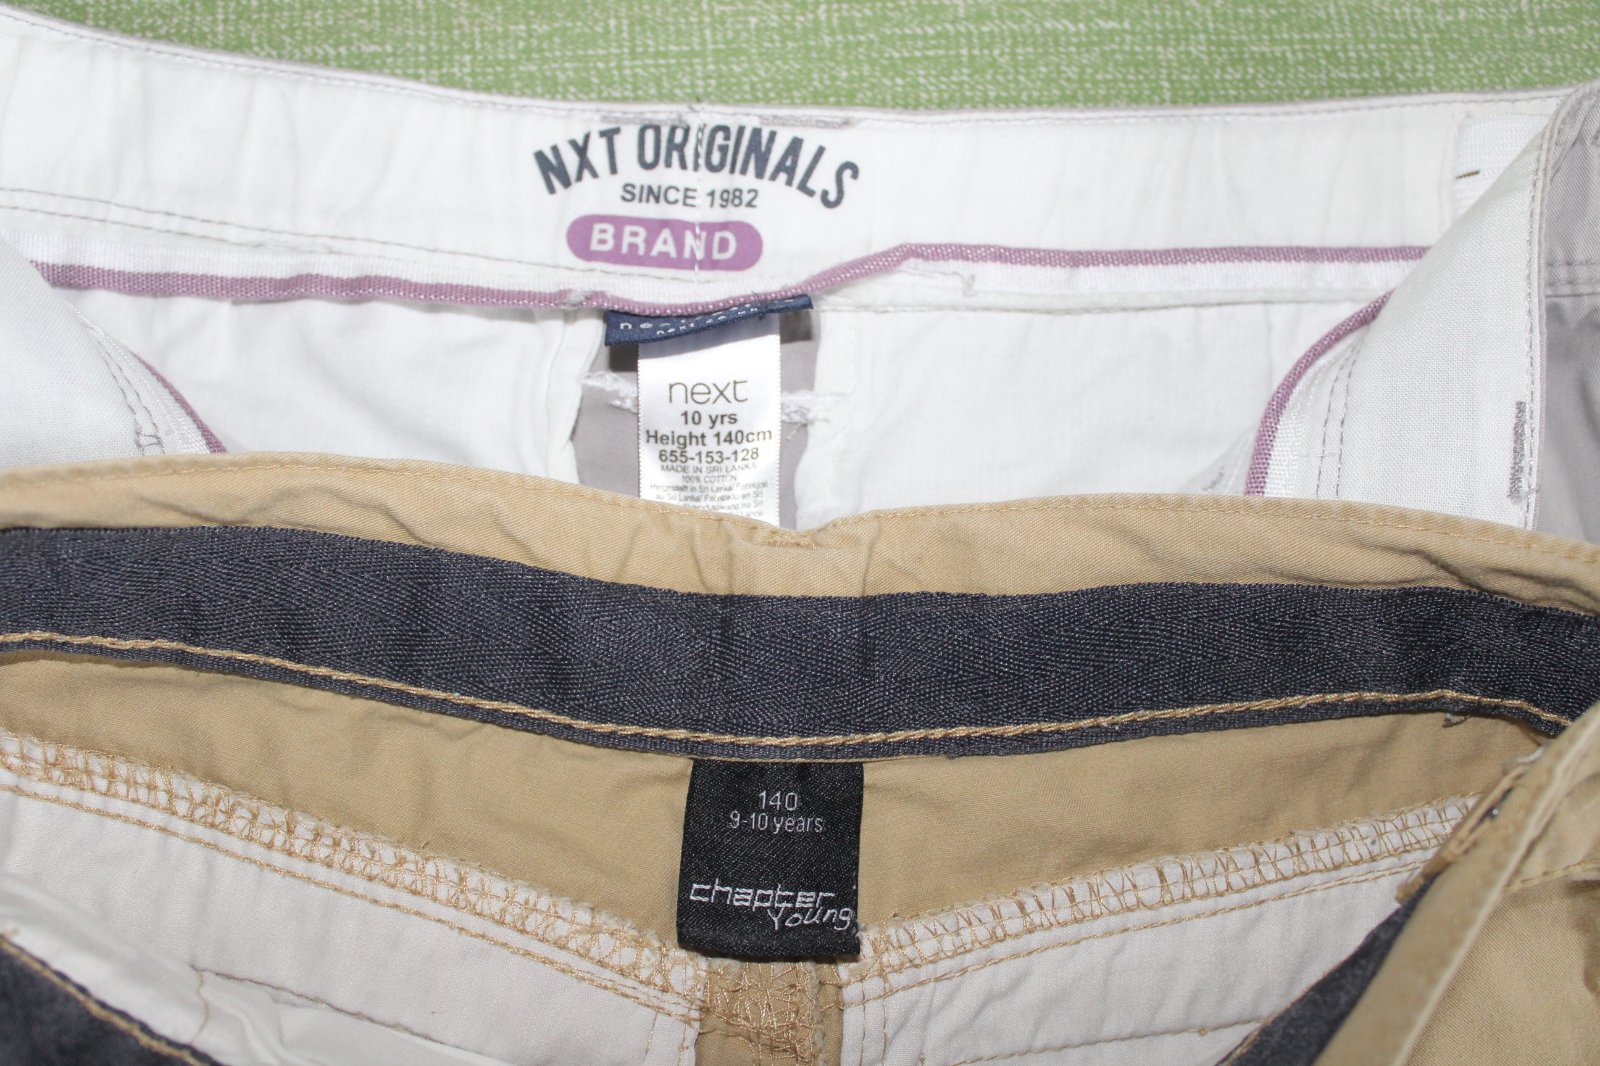 NXT ORIGINALS
SINCE 1982
BRAND
next
10 yrs
Height 140cm
655-153-128
MADE IN SRI LANKA
100% COTTON
140
9-10 years
chapter
Young